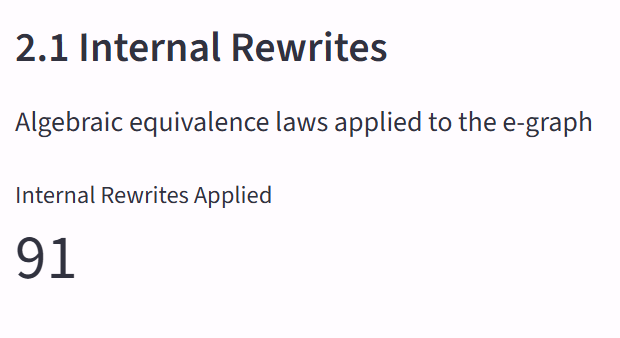 2.1 Internal Rewrites
Algebraic equivalence laws applied to the e-graph
Internal Rewrites Applied
91